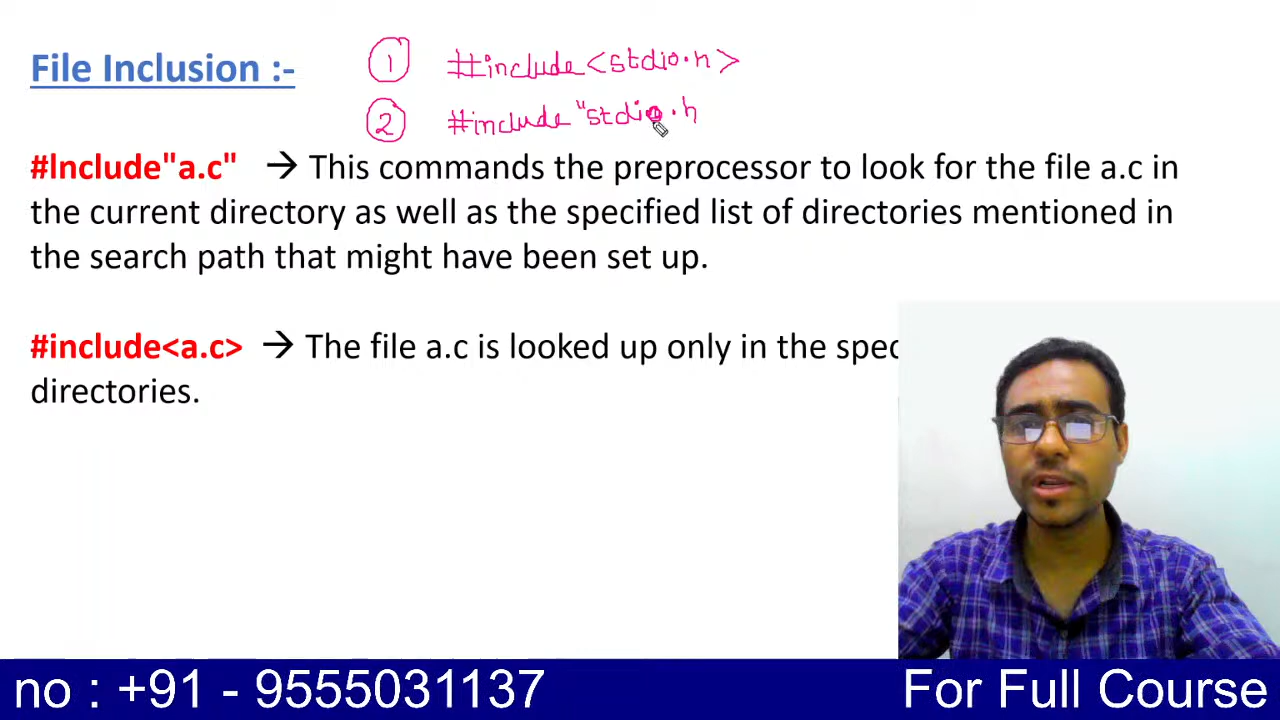 File Inclusion :-
① #include<stdio.h>
② #include "stdio.h
#Include"a.c" → This commands the preprocessor to look for the file a.c in
the current directory as well as the specified list of directories mentioned in
the search path that might have been set up.
#include<a.c> → The file a.c is looked up only in the spec
directories.
no : +91 - 9555031137
For Full Course